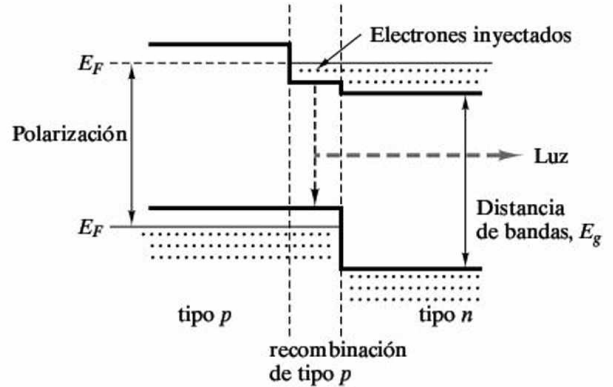 Electrones inyectados
E_F
Polarización
Luz
Distancia
de bandas, E_g
E_F
tipo p
tipo n
recombinación
de tipo p